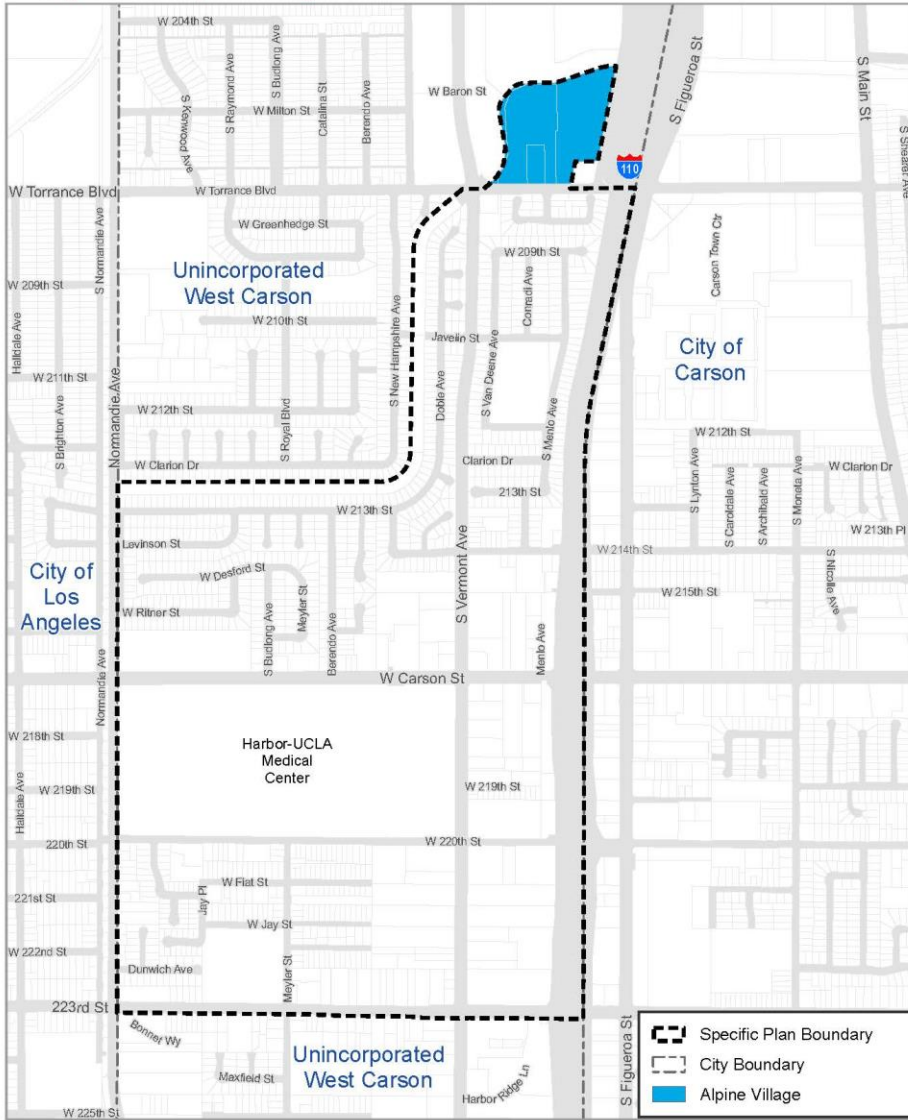 W 204th St
S Kenwood Ave
S Raymond Ave
S Budlong Ave
Catalina St
Berendo Ave
W Milton St
W Baron St
S Figueroa St
S Main St
S Shearer Ave
110
W Torrance Blvd
W Torrance Blvd
S Normandie Ave
W Greenhedge St
W 209th St
Conradi Ave
Carson Town Ctr
Unincorporated
West Carson
W 209th St
Halldale Ave
W 210th St
S New Hampshire Ave
Javelin St
Doble Ave
S Van Deene Ave
City of
Carson
W 211th St
S Brighton Ave
Normandie Ave
W 212th St
S Royal Blvd
S Menlo Ave
W 212th St
W Clarion Dr
Clarion Dr
213th St
S Lynton Ave
S Caroldale Ave
S Archibald Ave
S Moneta Ave
W Clarion Dr
W 213th Pl
W 213th St
Levinson St
S Vermont Ave
W 214th St
S Nicolle Ave
City of
Los
Angeles
W Desford St
Meyler St
W 215th St
W Ritner St
S Budlong Ave
Berendo Ave
Menlo Ave
Normandie Ave
W Carson St
W 218th St
Harbor-UCLA
Medical
Center
W 219th St
W 219th St
Halldale Ave
220th St
W 220th St
221st St
W Fiat St
Jay Pl
W Jay St
W 222nd St
Dunwich Ave
Meyler St
223rd St
Bonnet Wy
Unincorporated
West Carson
Maxfield St
Harbor Ridge Ln
S Figueroa St
W 225th St
Specific Plan Boundary
City Boundary
Alpine Village